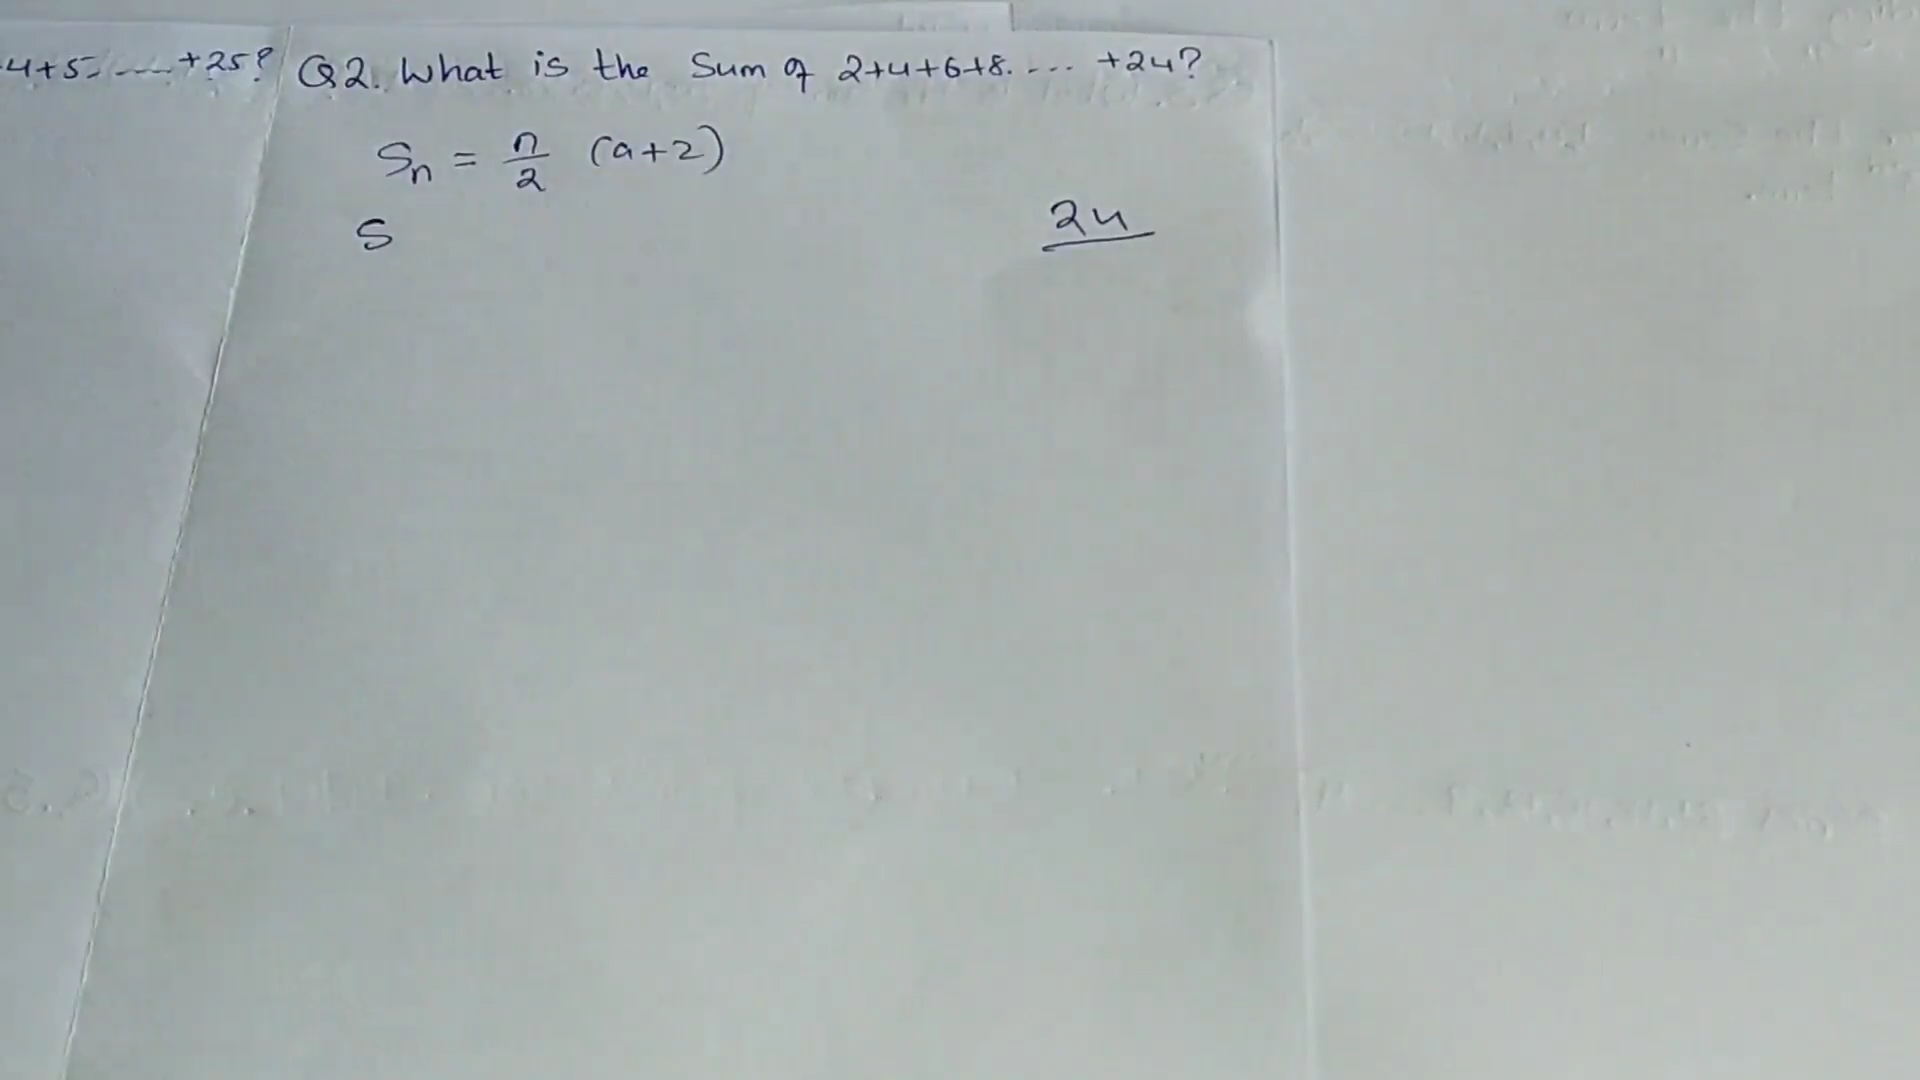 4+5-....+25? Q2. What is the Sum of 2+4+6+8.... +24?
Sn = n/2 (a+2)
S
24